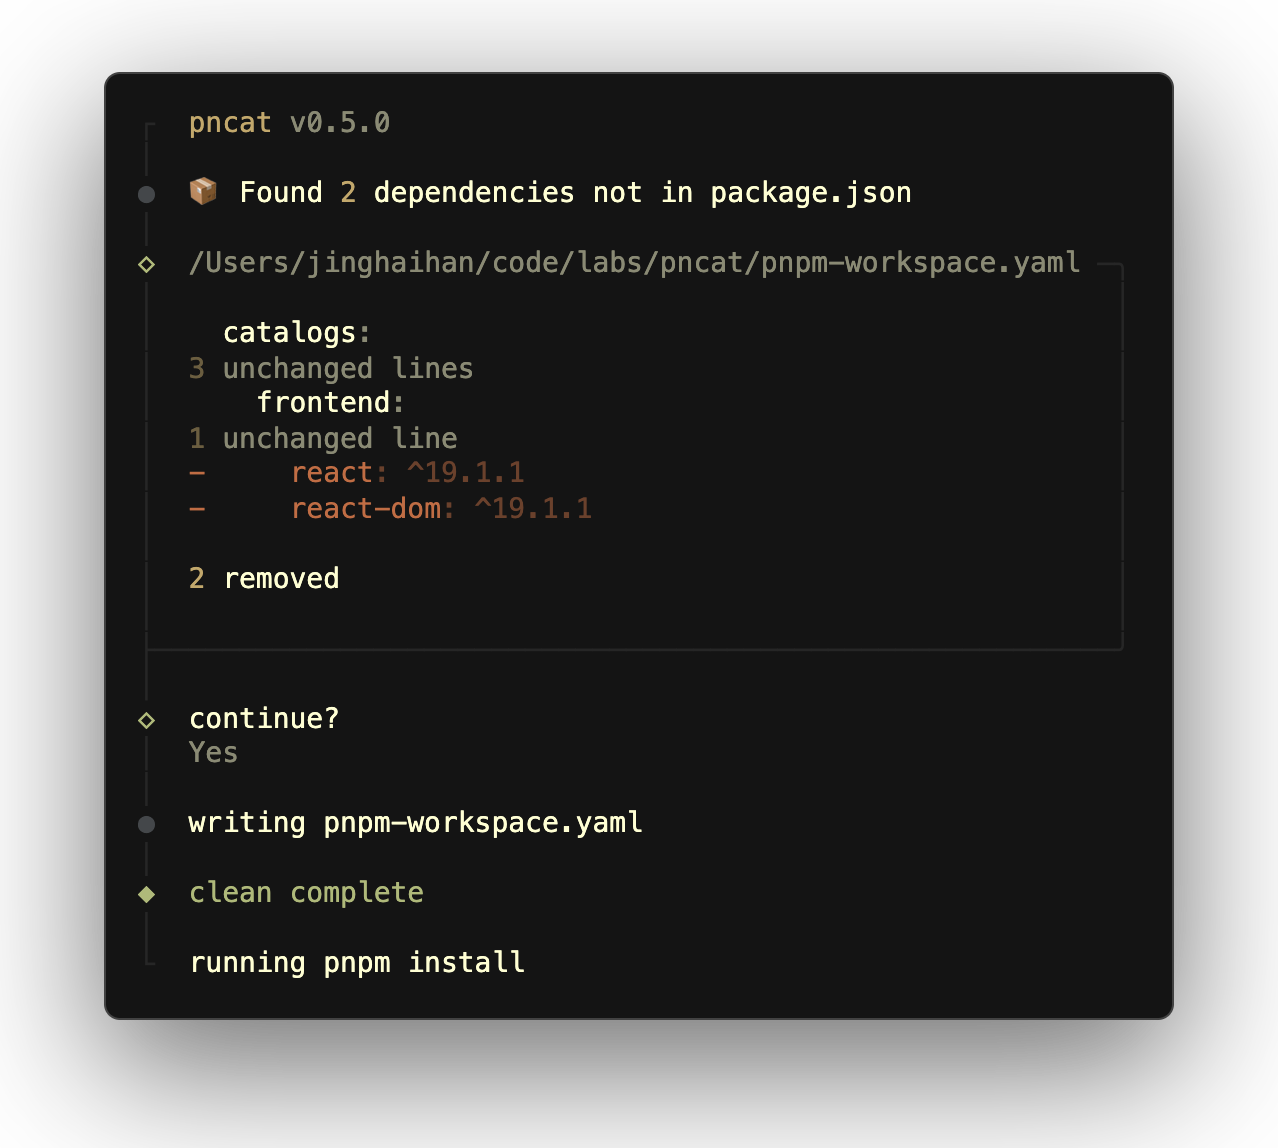 pncat v0.5.0
📦 Found 2 dependencies not in package.json
/Users/jinghaihan/code/labs/pncat/pnpm-workspace.yaml
catalogs:
3 unchanged lines
frontend:
1 unchanged line
−     react: ^19.1.1
−     react-dom: ^19.1.1
2 removed
continue?
Yes
writing pnpm-workspace.yaml
clean complete
running pnpm install